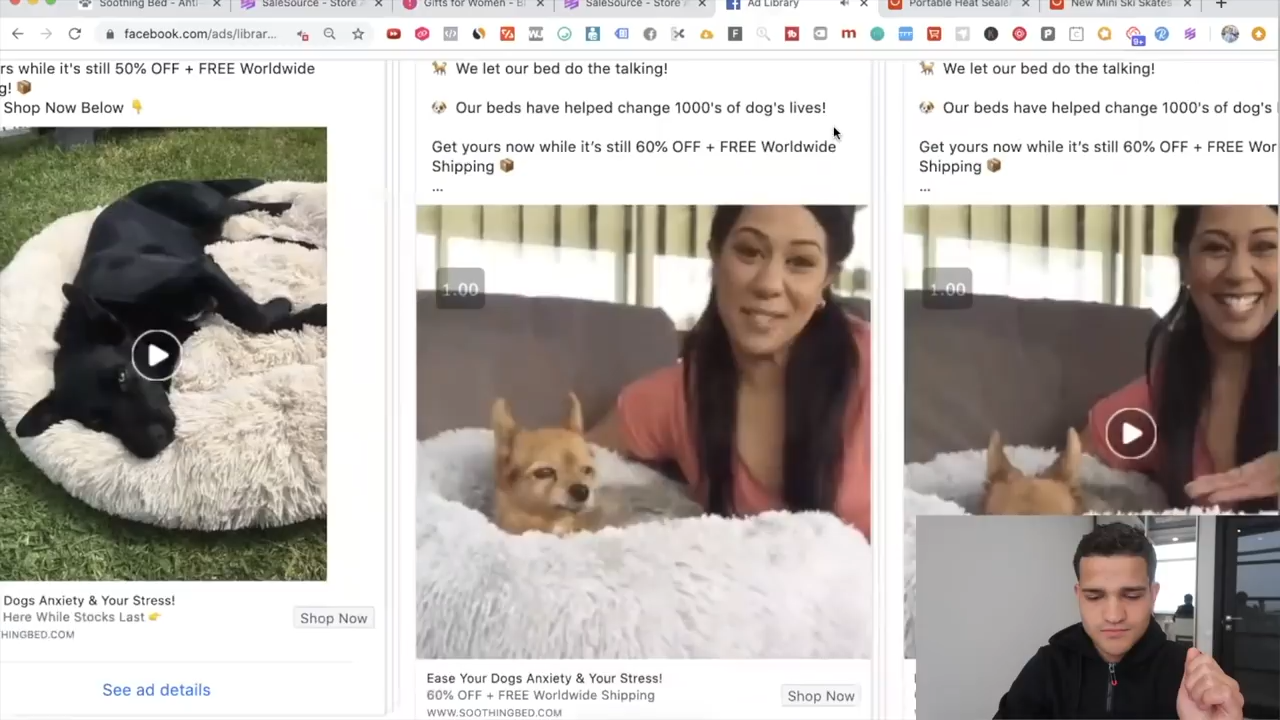 Soothing Bed - Anti-
SaleSource - Store A
Gifts for Women - B
SaleSource - Store A
Ad Library
Portable Heat Sealer
New Mini Ski Skates
facebook.com/ads/librar...
9+
rs while it's still 50% OFF + FREE Worldwide
g! 📦
Shop Now Below 👇
Dogs Anxiety & Your Stress!
Here While Stocks Last 👉
HINGBED.COM
Shop Now
See ad details
🐕 We let our bed do the talking!
🐶 Our beds have helped change 1000's of dog's lives!
Get yours now while it’s still 60% OFF + FREE Worldwide
Shipping 📦
...
1.00
Ease Your Dogs Anxiety & Your Stress!
60% OFF + FREE Worldwide Shipping
WWW.SOOTHINGBED.COM
Shop Now
🐕 We let our bed do the talking!
🐶 Our beds have helped change 1000's of dog's
Get yours now while it’s still 60% OFF + FREE Wor
Shipping 📦
...
1.00